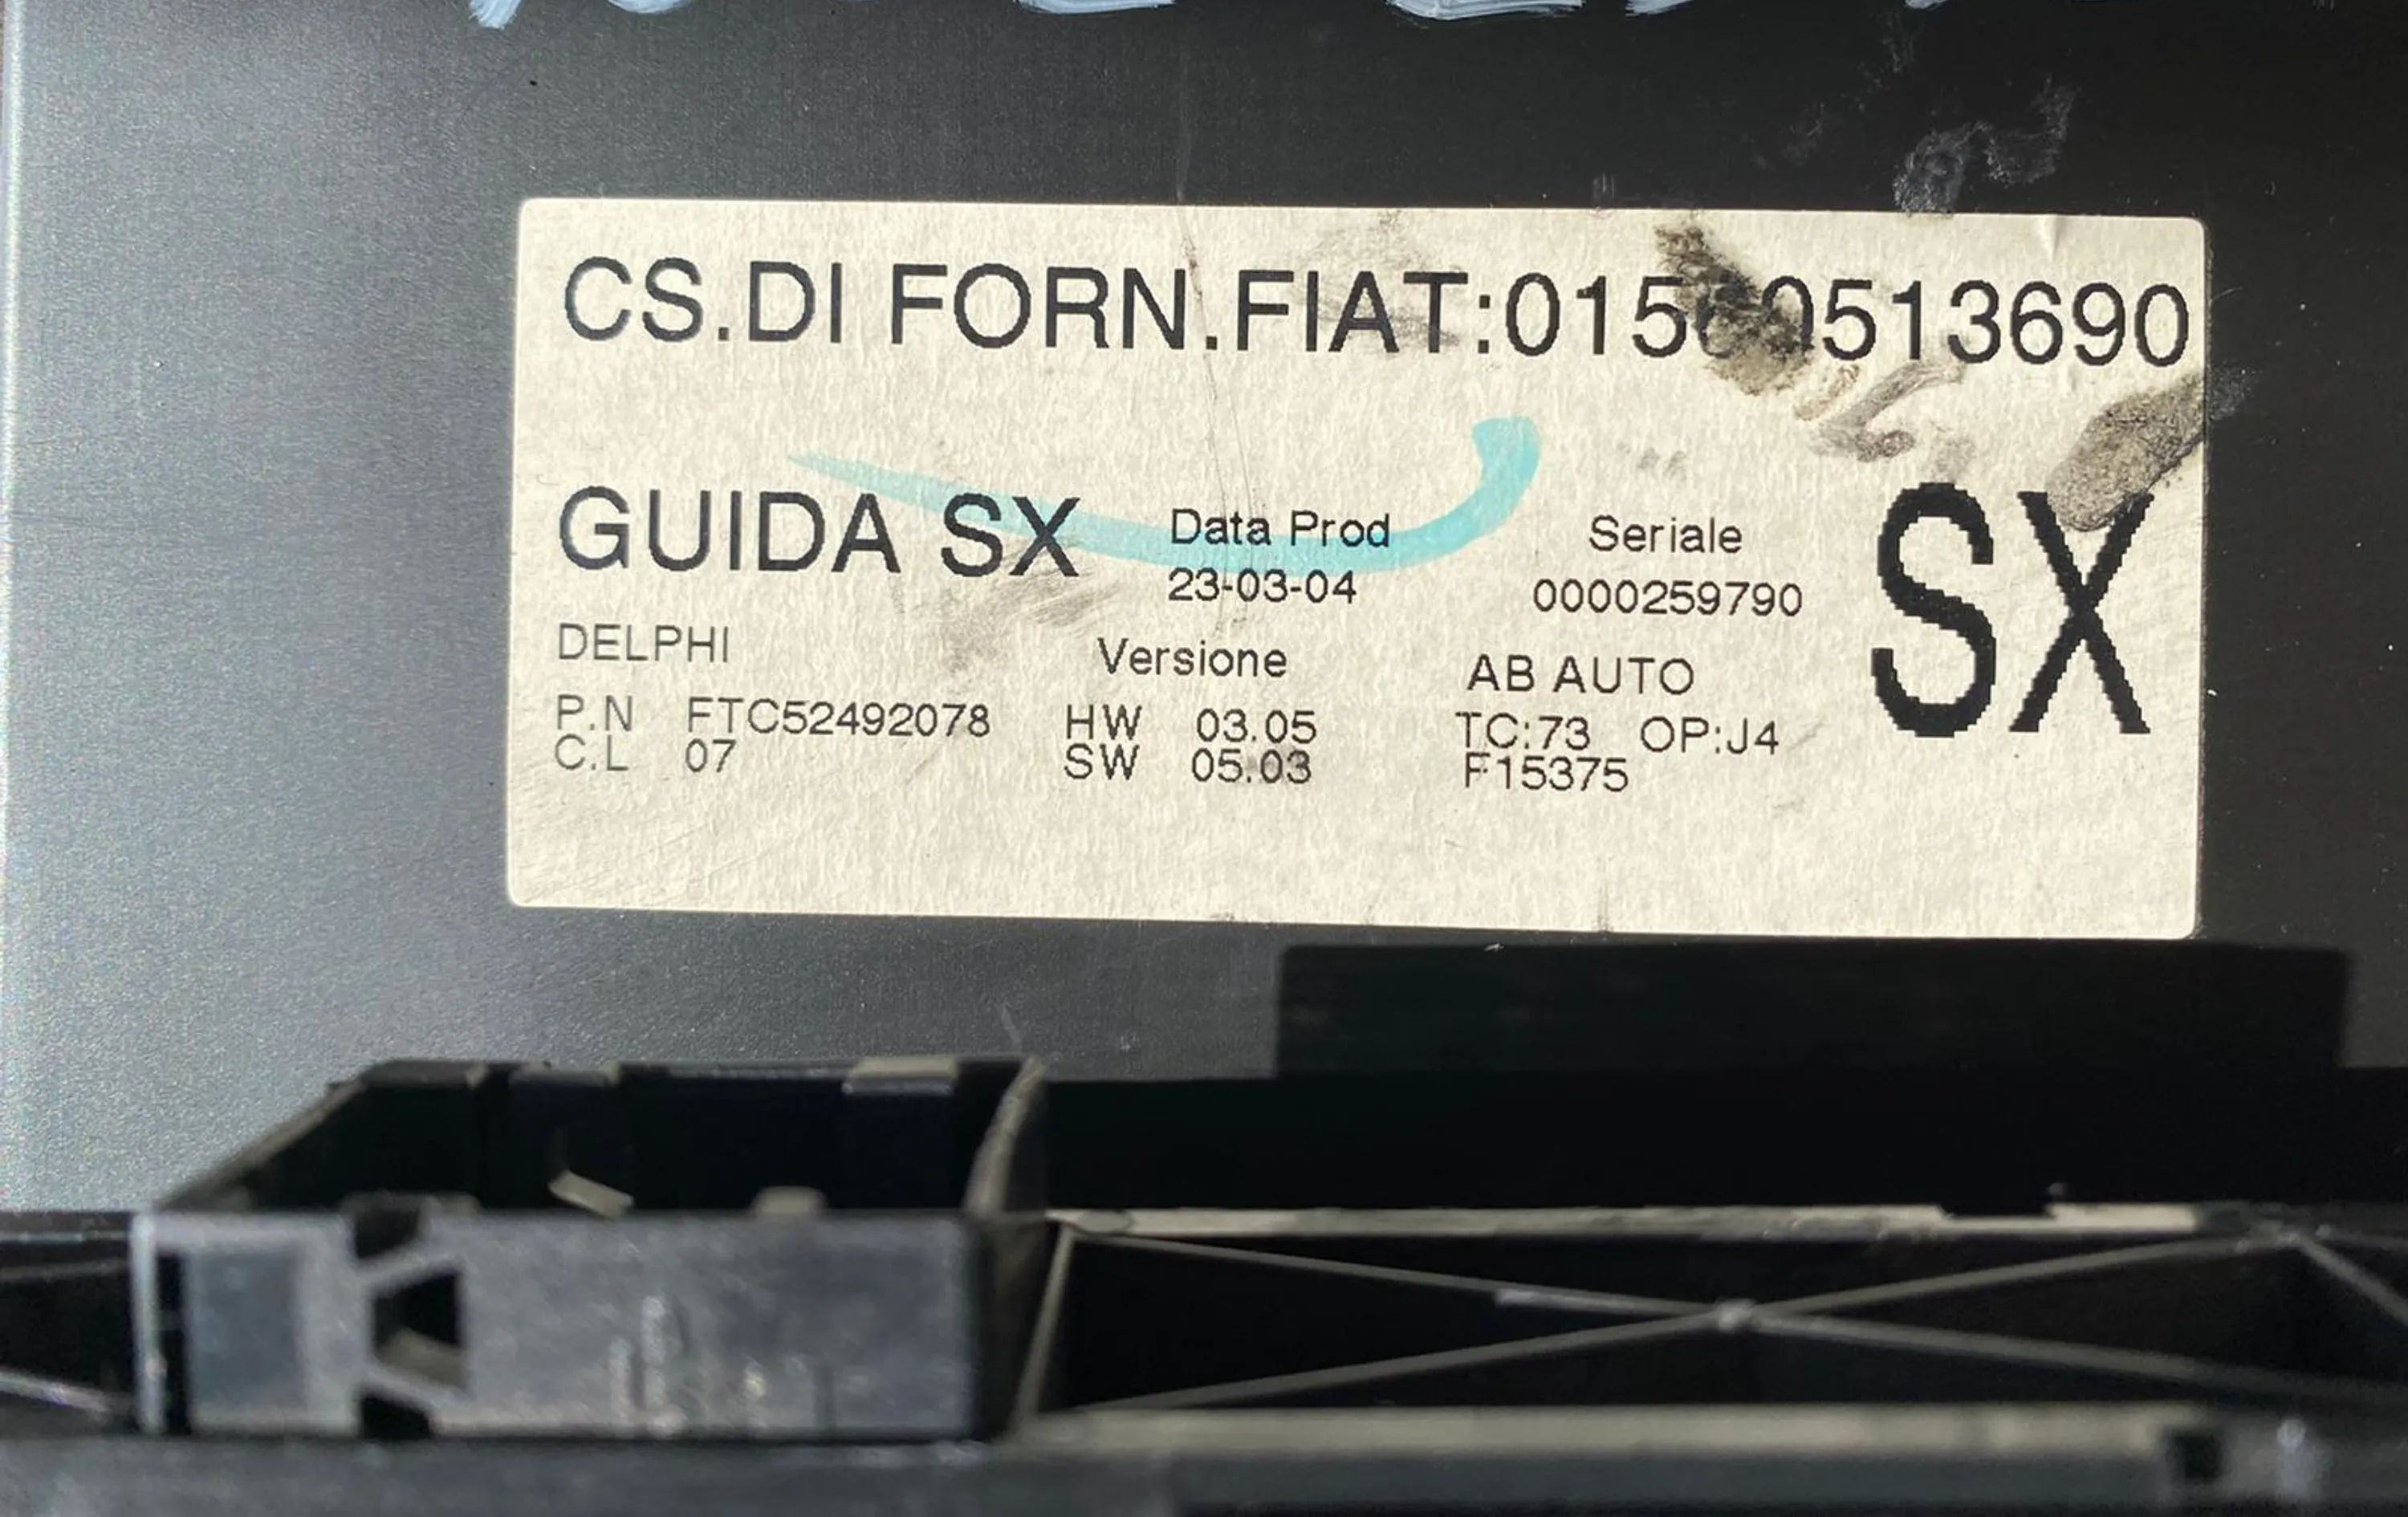 CS.DI FORN.FIAT:01560513690
GUIDA SX
Data Prod
23-03-04
Seriale
0000259790
SX
DELPHI
P.N FTC52492078
C.L 07
Versione
HW 03.05
SW 05.03
AB AUTO
TC:73 OP:J4
F15375